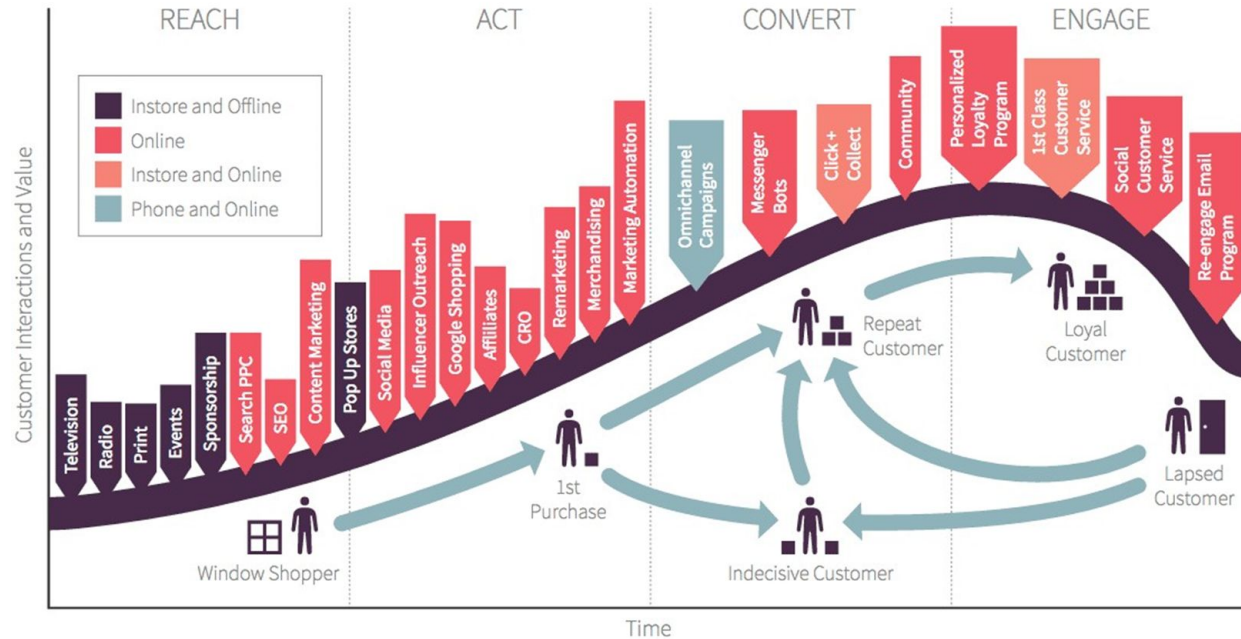 REACH
ACT
CONVERT
ENGAGE
Instore and Offline
Online
Instore and Online
Phone and Online
Customer Interactions and Value
Television
Radio
Print
Events
Sponsorship
Search PPC
SEO
Content Marketing
Pop Up Stores
Social Media
Influencer Outreach
Google Shopping
Affiliates
CRO
Remarketing
Merchandising
Marketing Automation
Omnichannel
Campaigns
Messenger
Bots
Click +
Collect
Community
Personalized
Loyalty
Program
1st Class
Customer
Service
Social
Customer
Service
Re-engage Email
Program
Window Shopper
1st
Purchase
Repeat
Customer
Indecisive Customer
Loyal
Customer
Lapsed
Customer
Time